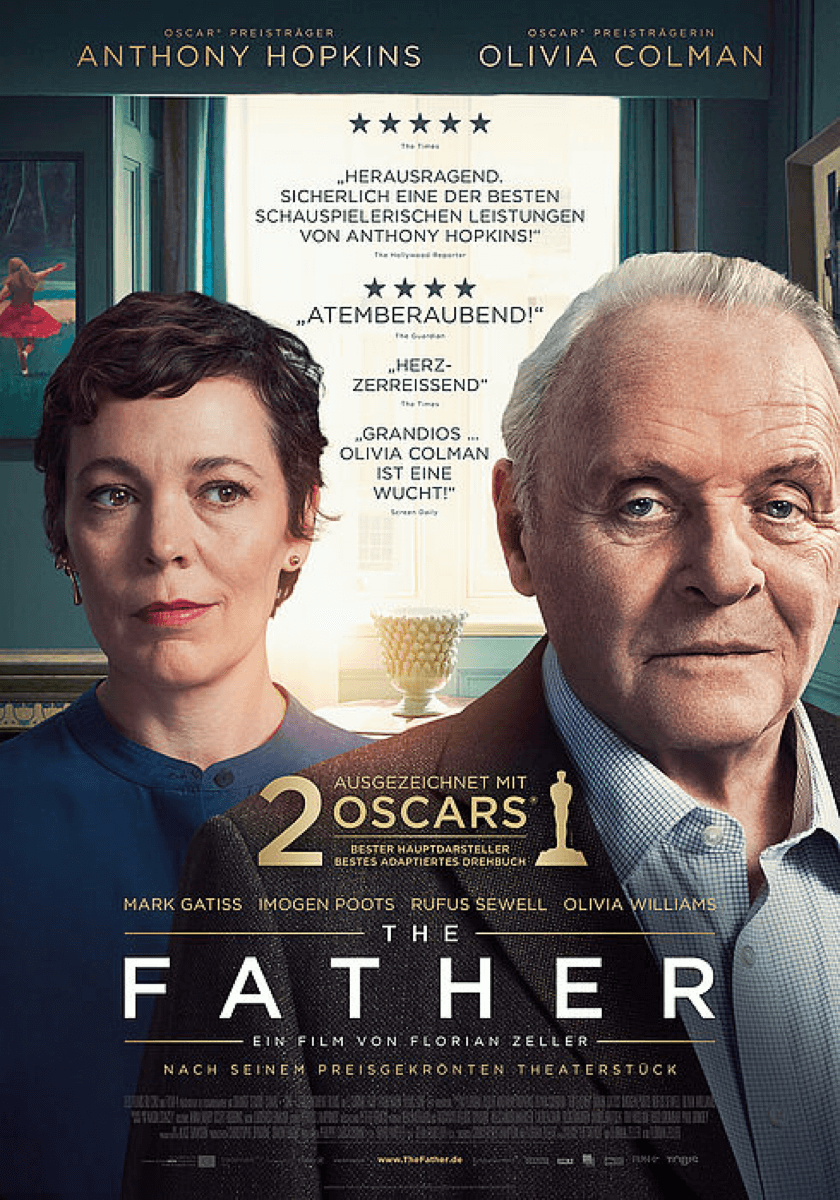 OSCAR® PREISTRÄGER
ANTHONY HOPKINS
OSCAR® PREISTRÄGERIN
OLIVIA COLMAN
The Times
„HERAUSRAGEND.
SICHERLICH EINE DER BESTEN
SCHAUSPIELERISCHEN LEISTUNGEN
VON ANTHONY HOPKINS!“
The Hollywood Reporter
„ATEMBERAUBEND!“
The Guardian
„HERZ-
ZERREISSEND“
The Times
„GRANDIOS ...
OLIVIA COLMAN
IST EINE
WUCHT!“
Screen Daily
2
AUSGEZEICHNET MIT
OSCARS®
BESTER HAUPTDARSTELLER
BESTES ADAPTIERTES DREHBUCH
MARK GATISS IMOGEN POOTS RUFUS SEWELL OLIVIA WILLIAMS
THE
FATHER
EIN FILM VON FLORIAN ZELLER
NACH SEINEM PREISGEKRÖNTEN THEATERSTÜCK
www.TheFather.de